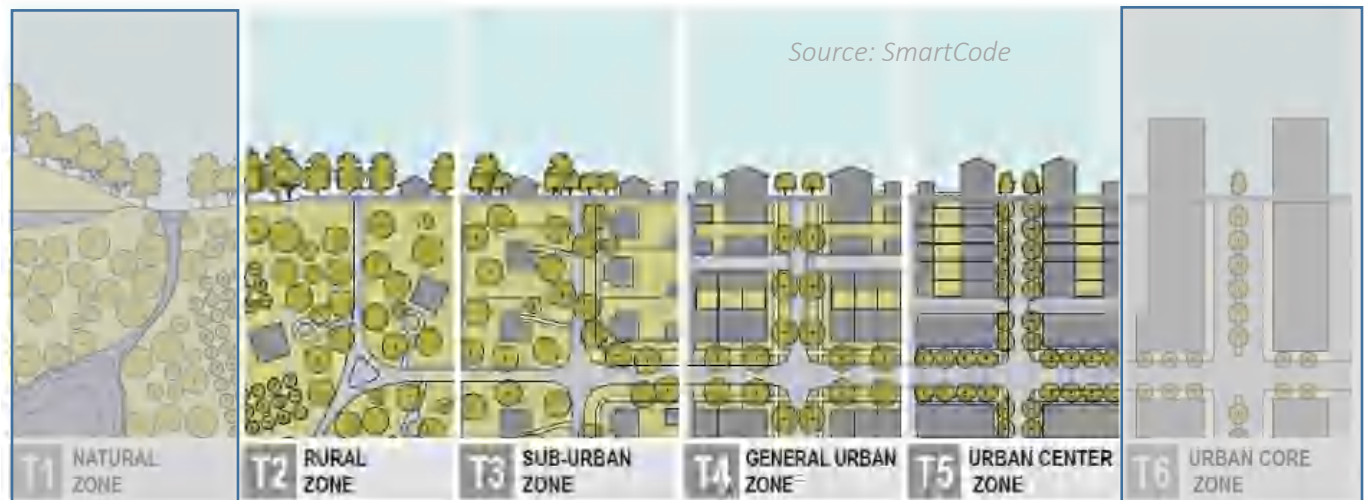 Source: SmartCode
T1 NATURAL
ZONE
T2 RURAL
ZONE
T3 SUB-URBAN
ZONE
T4 GENERAL URBAN
ZONE
T5 URBAN CENTER
ZONE
T6 URBAN CORE
ZONE